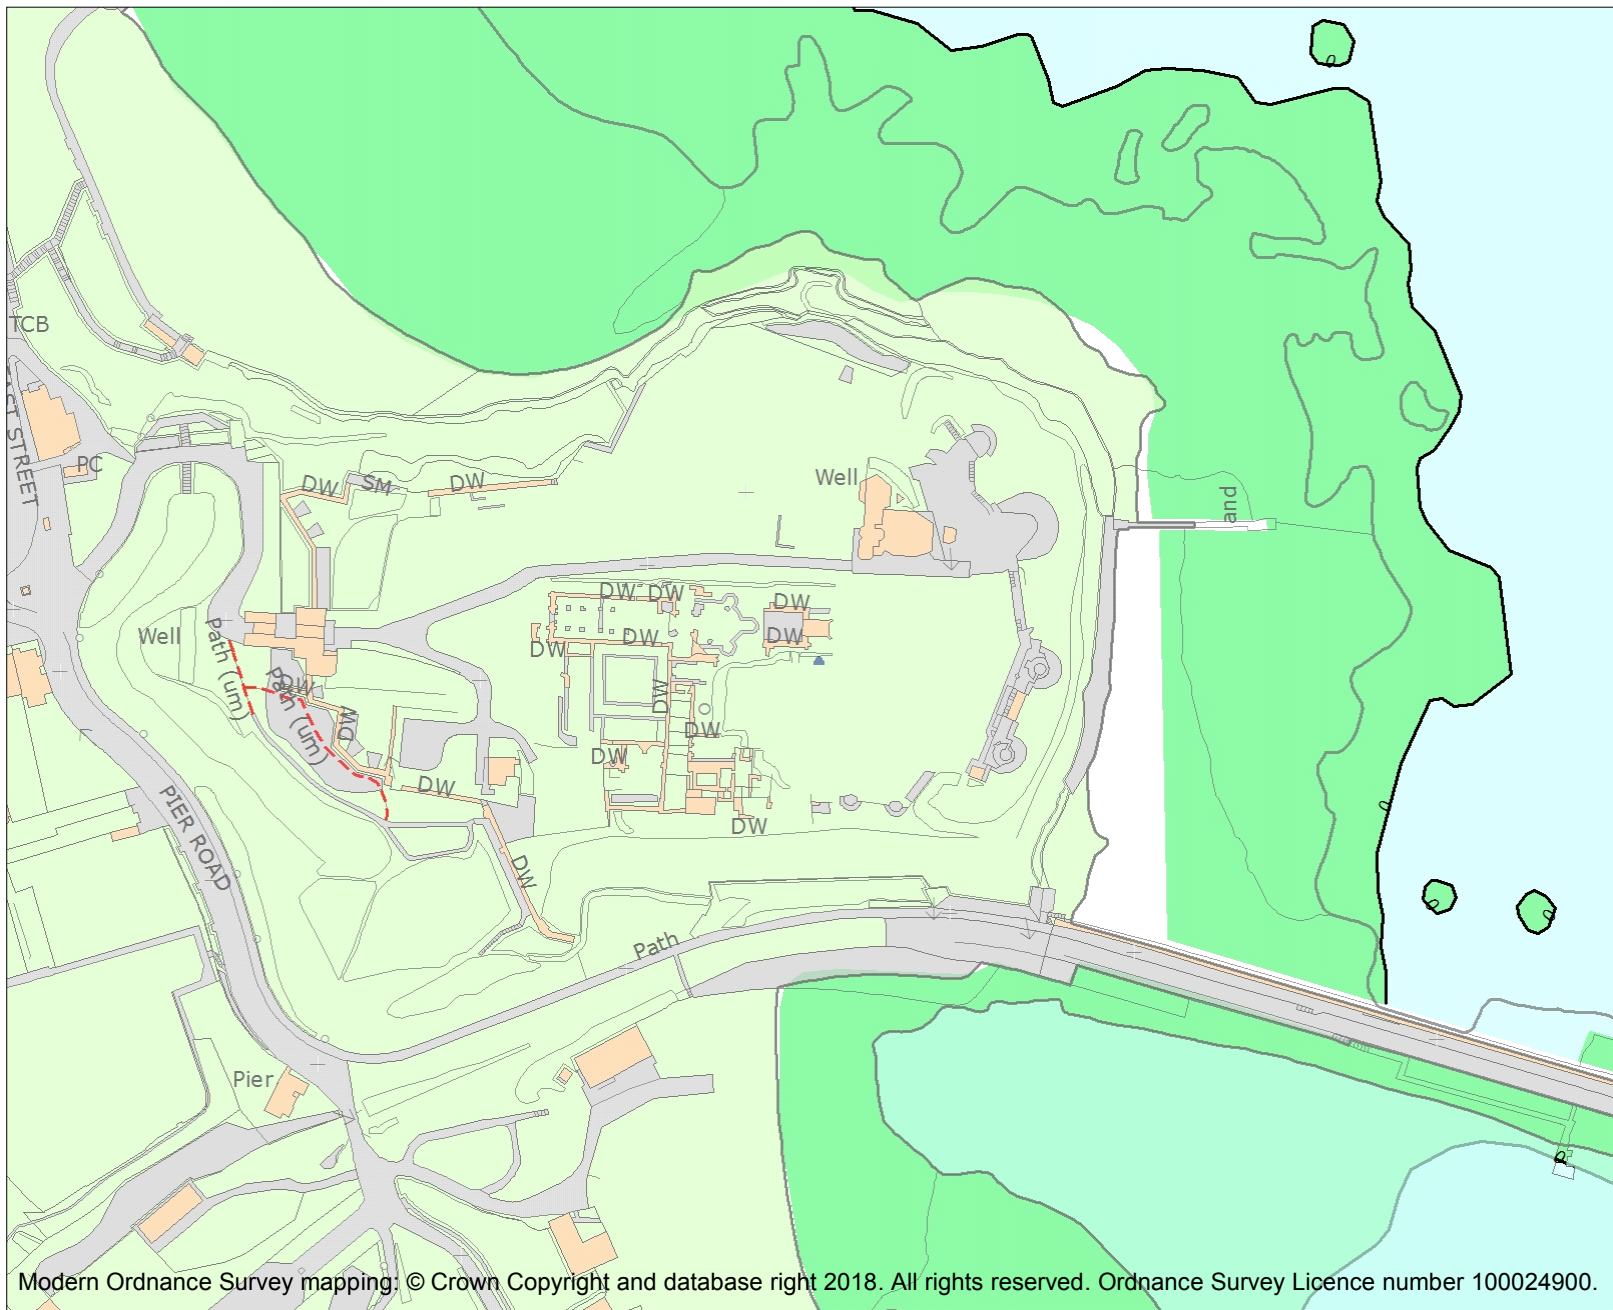 TCB
EAST STREET
PC
DW
SM
DW
Well
and
DW
DW
DW
DW
DW
DW
Well
Path (um)
DW
Path (um)
DW
DW
DW
DW
DW
DW
DW
PIER ROAD
Path
Pier
Modern Ordnance Survey mapping: © Crown Copyright and database right 2018. All rights reserved. Ordnance Survey Licence number 100024900.